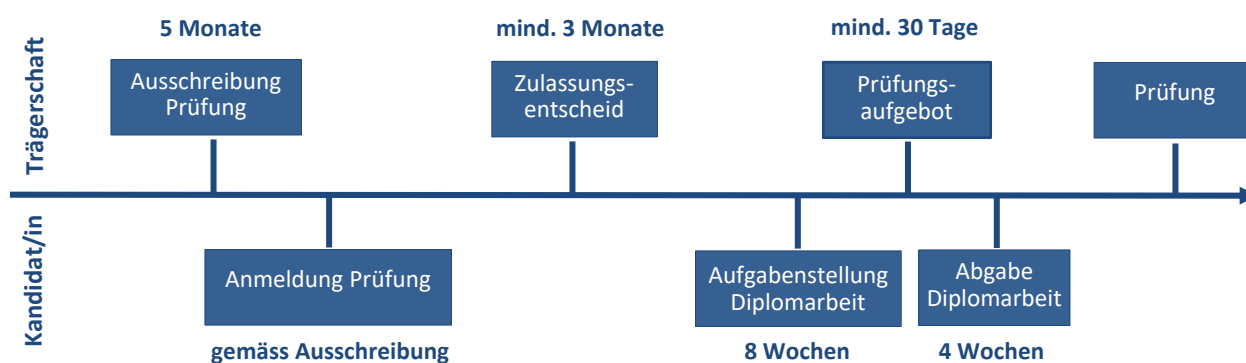 5 Monate
mind. 3 Monate
mind. 30 Tage
Trägerschaft
Ausschreibung
Prüfung
Zulassungs-
entscheid
Prüfungs-
aufgebot
Prüfung
Kandidat/in
Anmeldung Prüfung
Aufgabenstellung
Diplomarbeit
Abgabe
Diplomarbeit
gemäss Ausschreibung
8 Wochen
4 Wochen